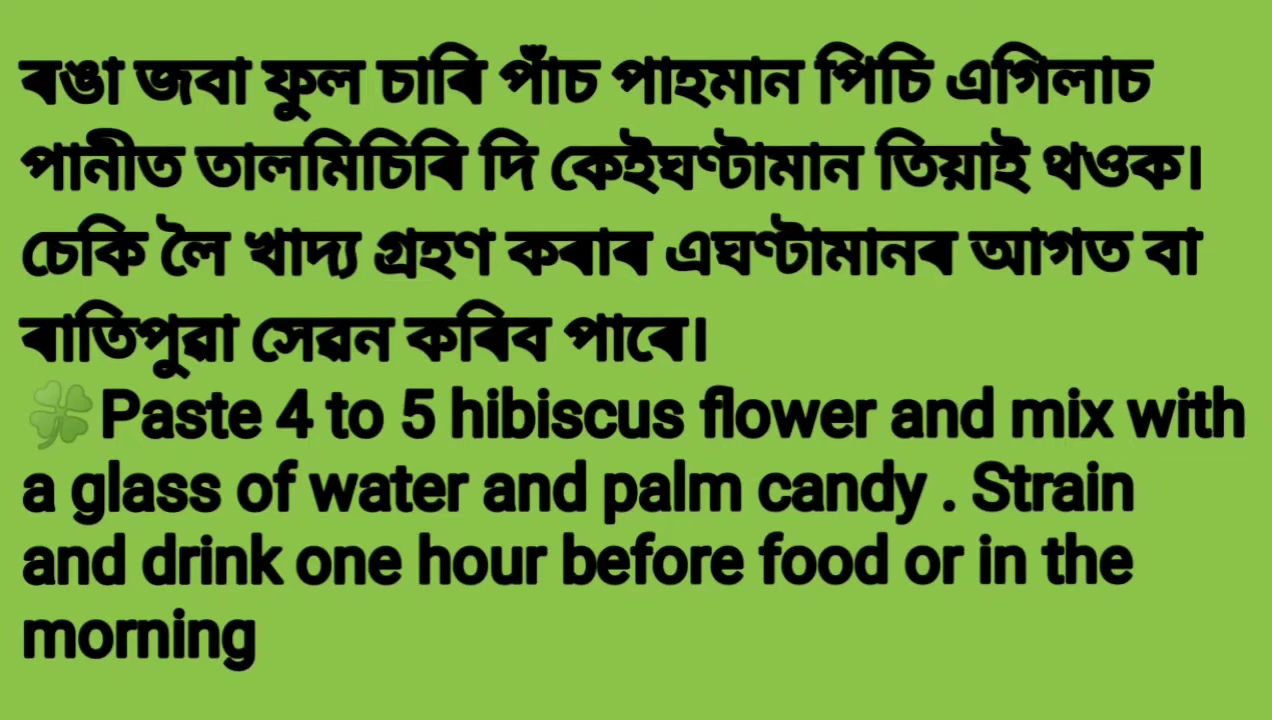 ৰঙা জবা ফুল চাৰি পাঁচ পাহমান পিচি এগিলাচ
পানীত তালমিচিৰি দি কেইঘণ্টামান তিয়াই থওক।
চেকি লৈ খাদ্য গ্ৰহণ কৰাৰ এঘণ্টামানৰ আগত বা
ৰাতিপুৱা সেৱন কৰিব পাৰে।
🍀Paste 4 to 5 hibiscus flower and mix with
a glass of water and palm candy . Strain
and drink one hour before food or in the
morning